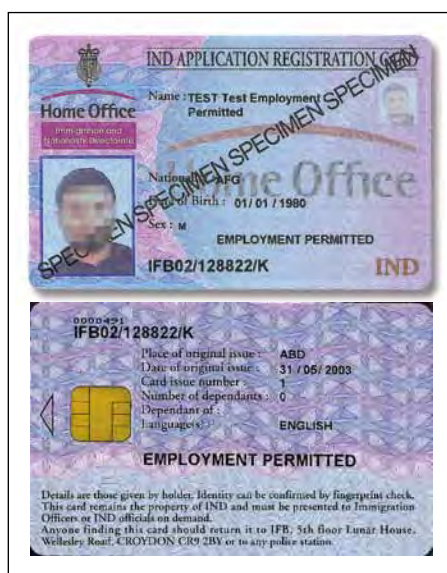 IND APPLICATION REGISTRATION CARD
Home Office
Immigration and
Nationality Directorate
Name : TEST Test Employment
Permitted
SPECIMEN SPECIMEN SPECIMEN SPECIMEN
Home Office
Nationality : AFG
Date of Birth : 01/ 01 / 1980
Sex : M
EMPLOYMENT PERMITTED
IFB02/128822/K
IND
0000491
IFB02/128822/K
Place of original issue : ABD
Date of original issue : 31 / 05/ 2003
Card issue number : 1
Number of dependants : 0
Dependant of :
Language(s) : ENGLISH
EMPLOYMENT PERMITTED
Details are those given by holder. Identity can be confirmed by fingerprint check.
This card remains the property of IND and must be presented to Immigration
Officers or IND officials on demand.
Anyone finding this card should return it to IFB, 5th floor Lunar House,
Wellesley Road, CROYDON CR9 2BY or to any police station.